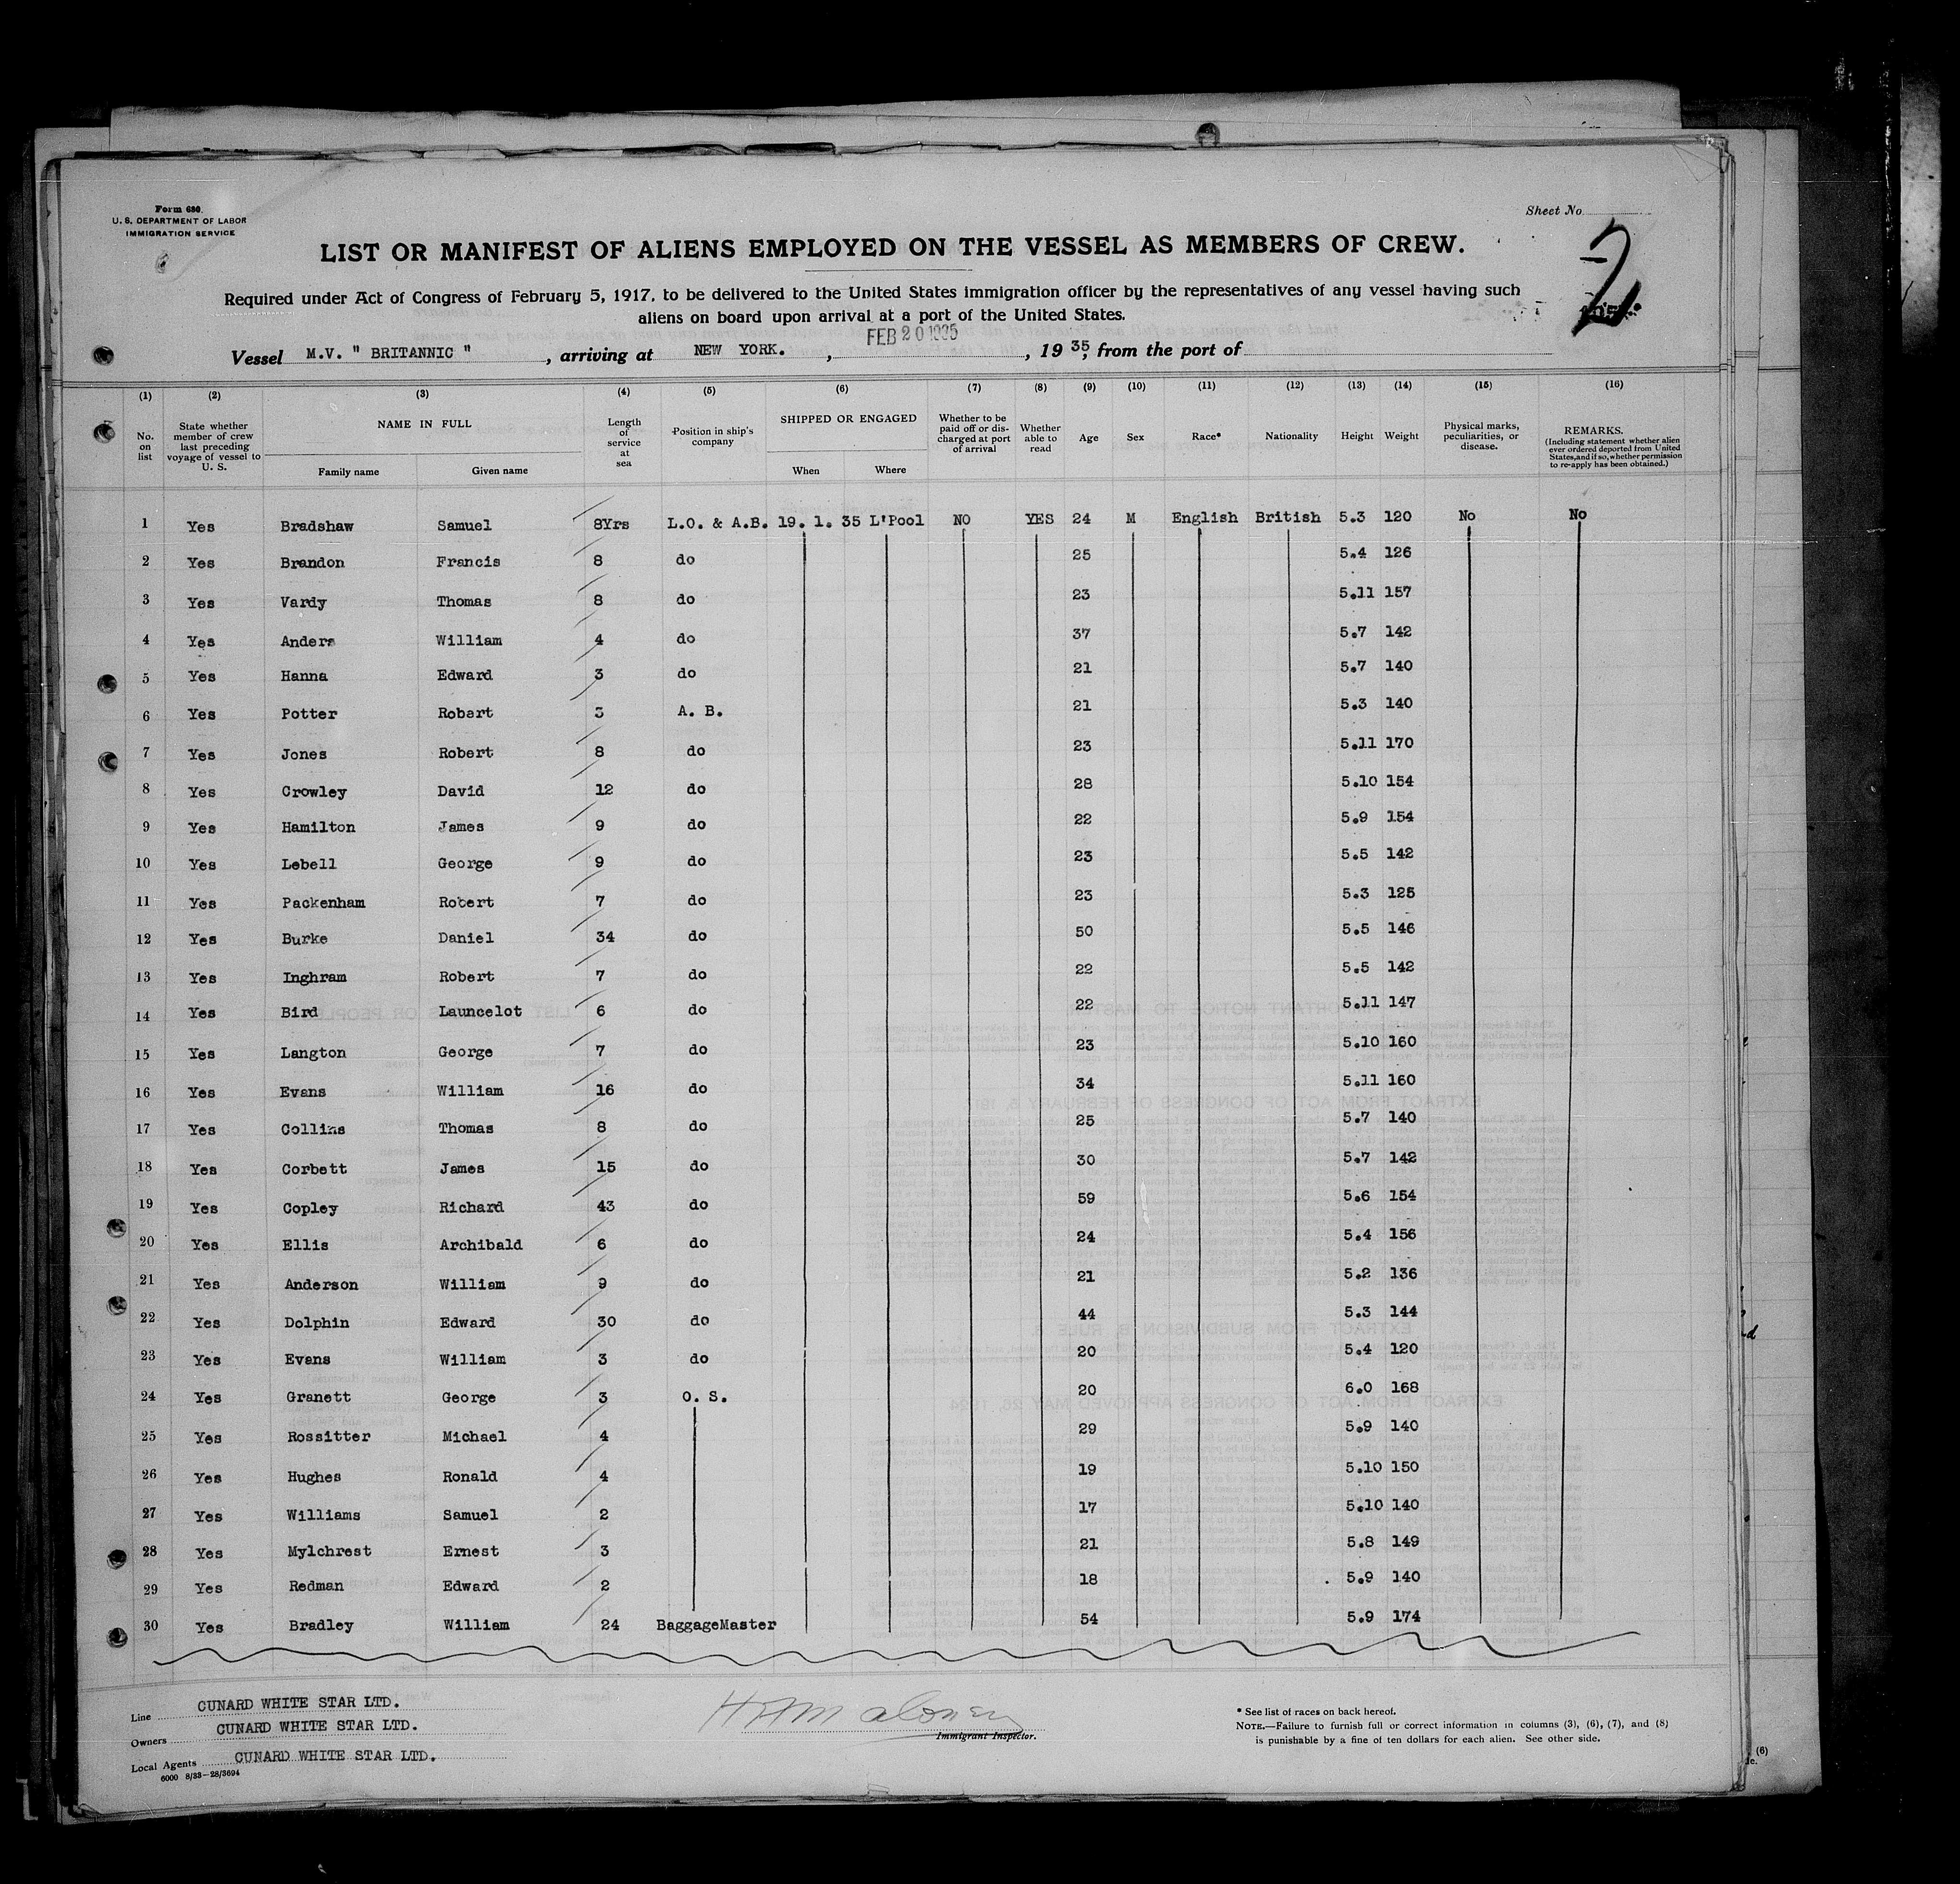 Form 680.
U. S. DEPARTMENT OF LABOR
IMMIGRATION SERVICE
Sheet No.
2
LIST OR MANIFEST OF ALIENS EMPLOYED ON THE VESSEL AS MEMBERS OF CREW.
Required under Act of Congress of February 5, 1917, to be delivered to the United States immigration officer by the representatives of any vessel having such
aliens on board upon arrival at a port of the United States.
FEB 20 1935
Vessel M.V. " BRITANNIC " , arriving at NEW YORK. , , 19 35, from the port of
(1) (2) (3) (4) (5) (6) (7) (8) (9) (10) (11) (12) (13) (14) (15) (16)
No. on list State whether member of crew last preceding voyage of vessel to U. S. NAME IN FULL Family name Given name Length of service at sea Position in ship's company SHIPPED OR ENGAGED When Where Whether to be paid off or discharged at port of arrival Whether able to read Age Sex Race* Nationality Height Weight Physical marks, peculiarities, or disease. REMARKS. (Including statement whether alien ever ordered deported from United States, and if so, whether permission to re-apply has been obtained.)
1 Yes Bradshaw Samuel 8Yrs L.O. & A.B. 19. 1. 35 L'Pool NO YES 24 M English British 5.3 120 No No
2 Yes Brandon Francis 8 do 25 5.4 126
3 Yes Vardy Thomas 8 do 23 5.11 157
4 Yes Anders William 4 do 37 5.7 142
5 Yes Hanna Edward 3 do 21 5.7 140
6 Yes Potter Robert 3 A. B. 21 5.3 140
7 Yes Jones Robert 8 do 23 5.11 170
8 Yes Crowley David 12 do 28 5.10 154
9 Yes Hamilton James 9 do 22 5.9 154
10 Yes Lebell George 9 do 23 5.5 142
11 Yes Packenham Robert 7 do 23 5.3 125
12 Yes Burke Daniel 34 do 50 5.5 146
13 Yes Inghram Robert 7 do 22 5.5 142
14 Yes Bird Launcelot 6 do 22 5.11 147
15 Yes Langton George 7 do 23 5.10 160
16 Yes Evans William 16 do 34 5.11 160
17 Yes Collins Thomas 8 do 25 5.7 140
18 Yes Corbett James 15 do 30 5.7 142
19 Yes Copley Richard 43 do 59 5.6 154
20 Yes Ellis Archibald 6 do 24 5.4 156
21 Yes Anderson William 9 do 21 5.2 136
22 Yes Dolphin Edward 30 do 44 5.3 144
23 Yes Evans William 3 do 20 5.4 120
24 Yes Granett George 3 O. S. 20 6.0 168
25 Yes Rossitter Michael 4 29 5.9 140
26 Yes Hughes Ronald 4 19 5.10 150
27 Yes Williams Samuel 2 17 5.10 140
28 Yes Mylchrest Ernest 3 21 5.8 149
29 Yes Redman Edward 2 18 5.9 140
30 Yes Bradley William 24 BaggageMaster 54 5.9 174
Line CUNARD WHITE STAR LTD.
Owners CUNARD WHITE STAR LTD.
Local Agents CUNARD WHITE STAR LTD.
6000 8/33—28/3694
Immigrant Inspector.
* See list of races on back hereof.
NOTE.—Failure to furnish full or correct information in columns (3), (6), (7), and (8)
is punishable by a fine of ten dollars for each alien. See other side.
(6)